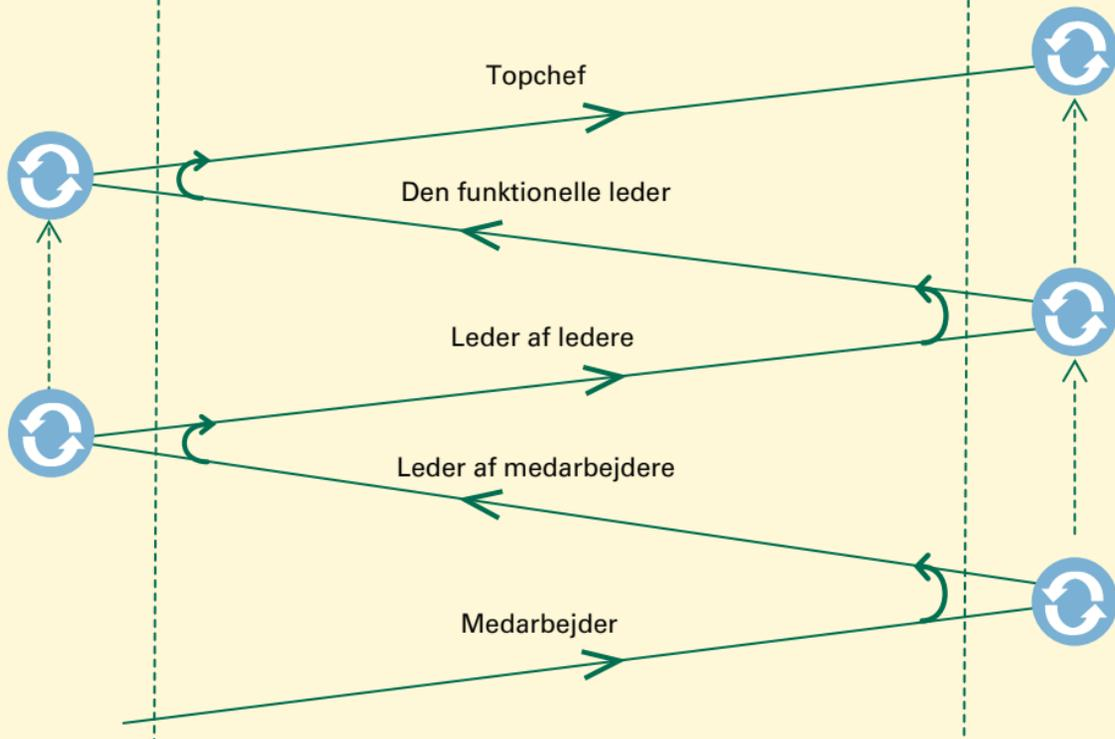 Topchef
Den funktionelle leder
Leder af ledere
Leder af medarbejdere
Medarbejder